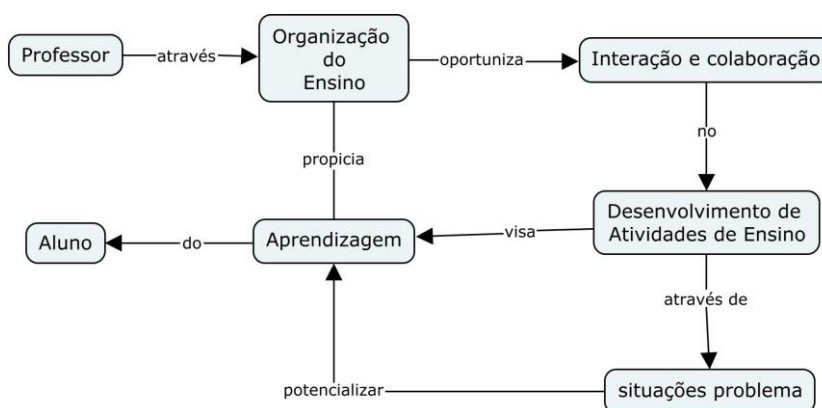 Professor
através
Organização
do
Ensino
oportuniza
Interação e colaboração
propicia
no
Aluno
do
Aprendizagem
visa
Desenvolvimento de
Atividades de Ensino
através de
potencializar
situações problema